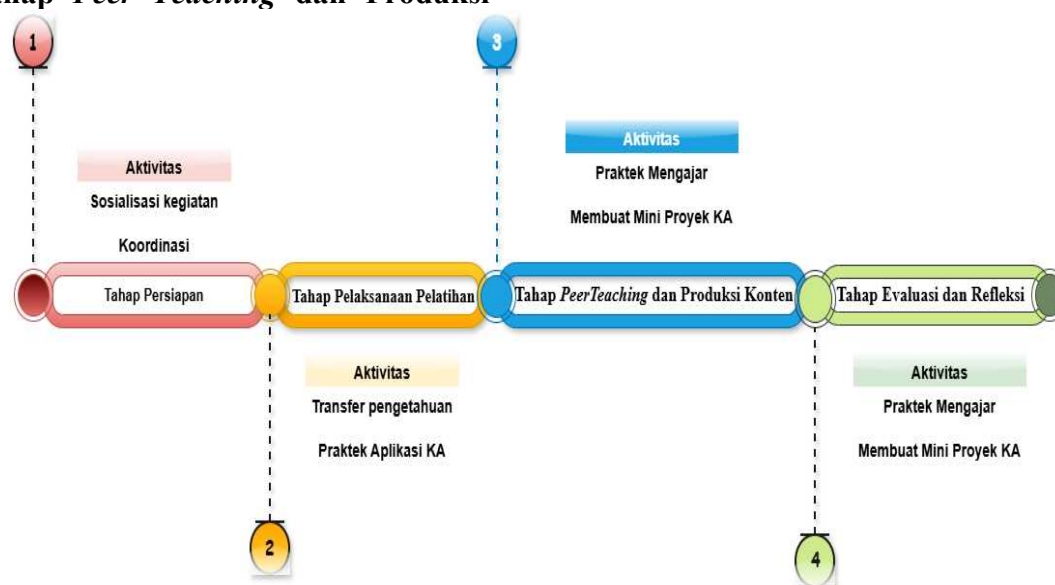 Peer Teaching dan Produksi
1
3
Aktivitas
Sosialisasi kegiatan
Koordinasi
Aktivitas
Praktek Mengajar
Membuat Mini Proyek KA
Tahap Persiapan
Tahap Pelaksanaan Pelatihan
Tahap PeerTeaching dan Produksi Konten
Tahap Evaluasi dan Refleksi
Aktivitas
Transfer pengetahuan
Praktek Aplikasi KA
Aktivitas
Praktek Mengajar
Membuat Mini Proyek KA
2
4